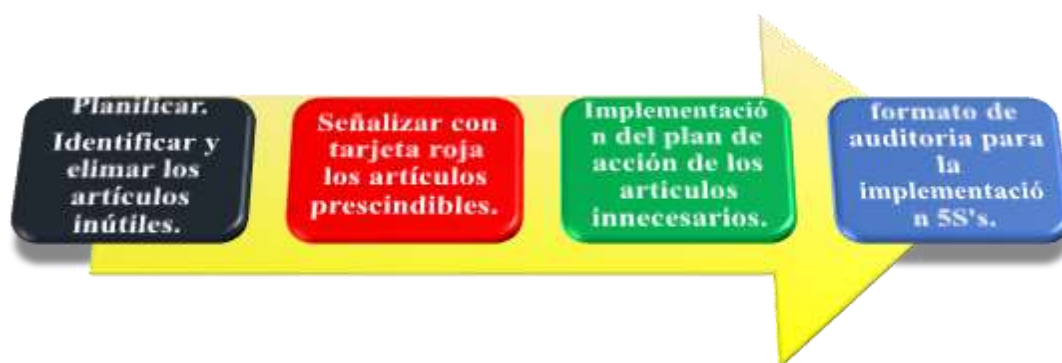 Planificar.
Identificar y
elimar los
artículos
inútiles.
Señalizar con
tarjeta roja
los artículos
prescindibles.
Implementació
n del plan de
acción de los
articulos
innecesarios.
formato de
auditoria para
la
implementació
n 5S's.